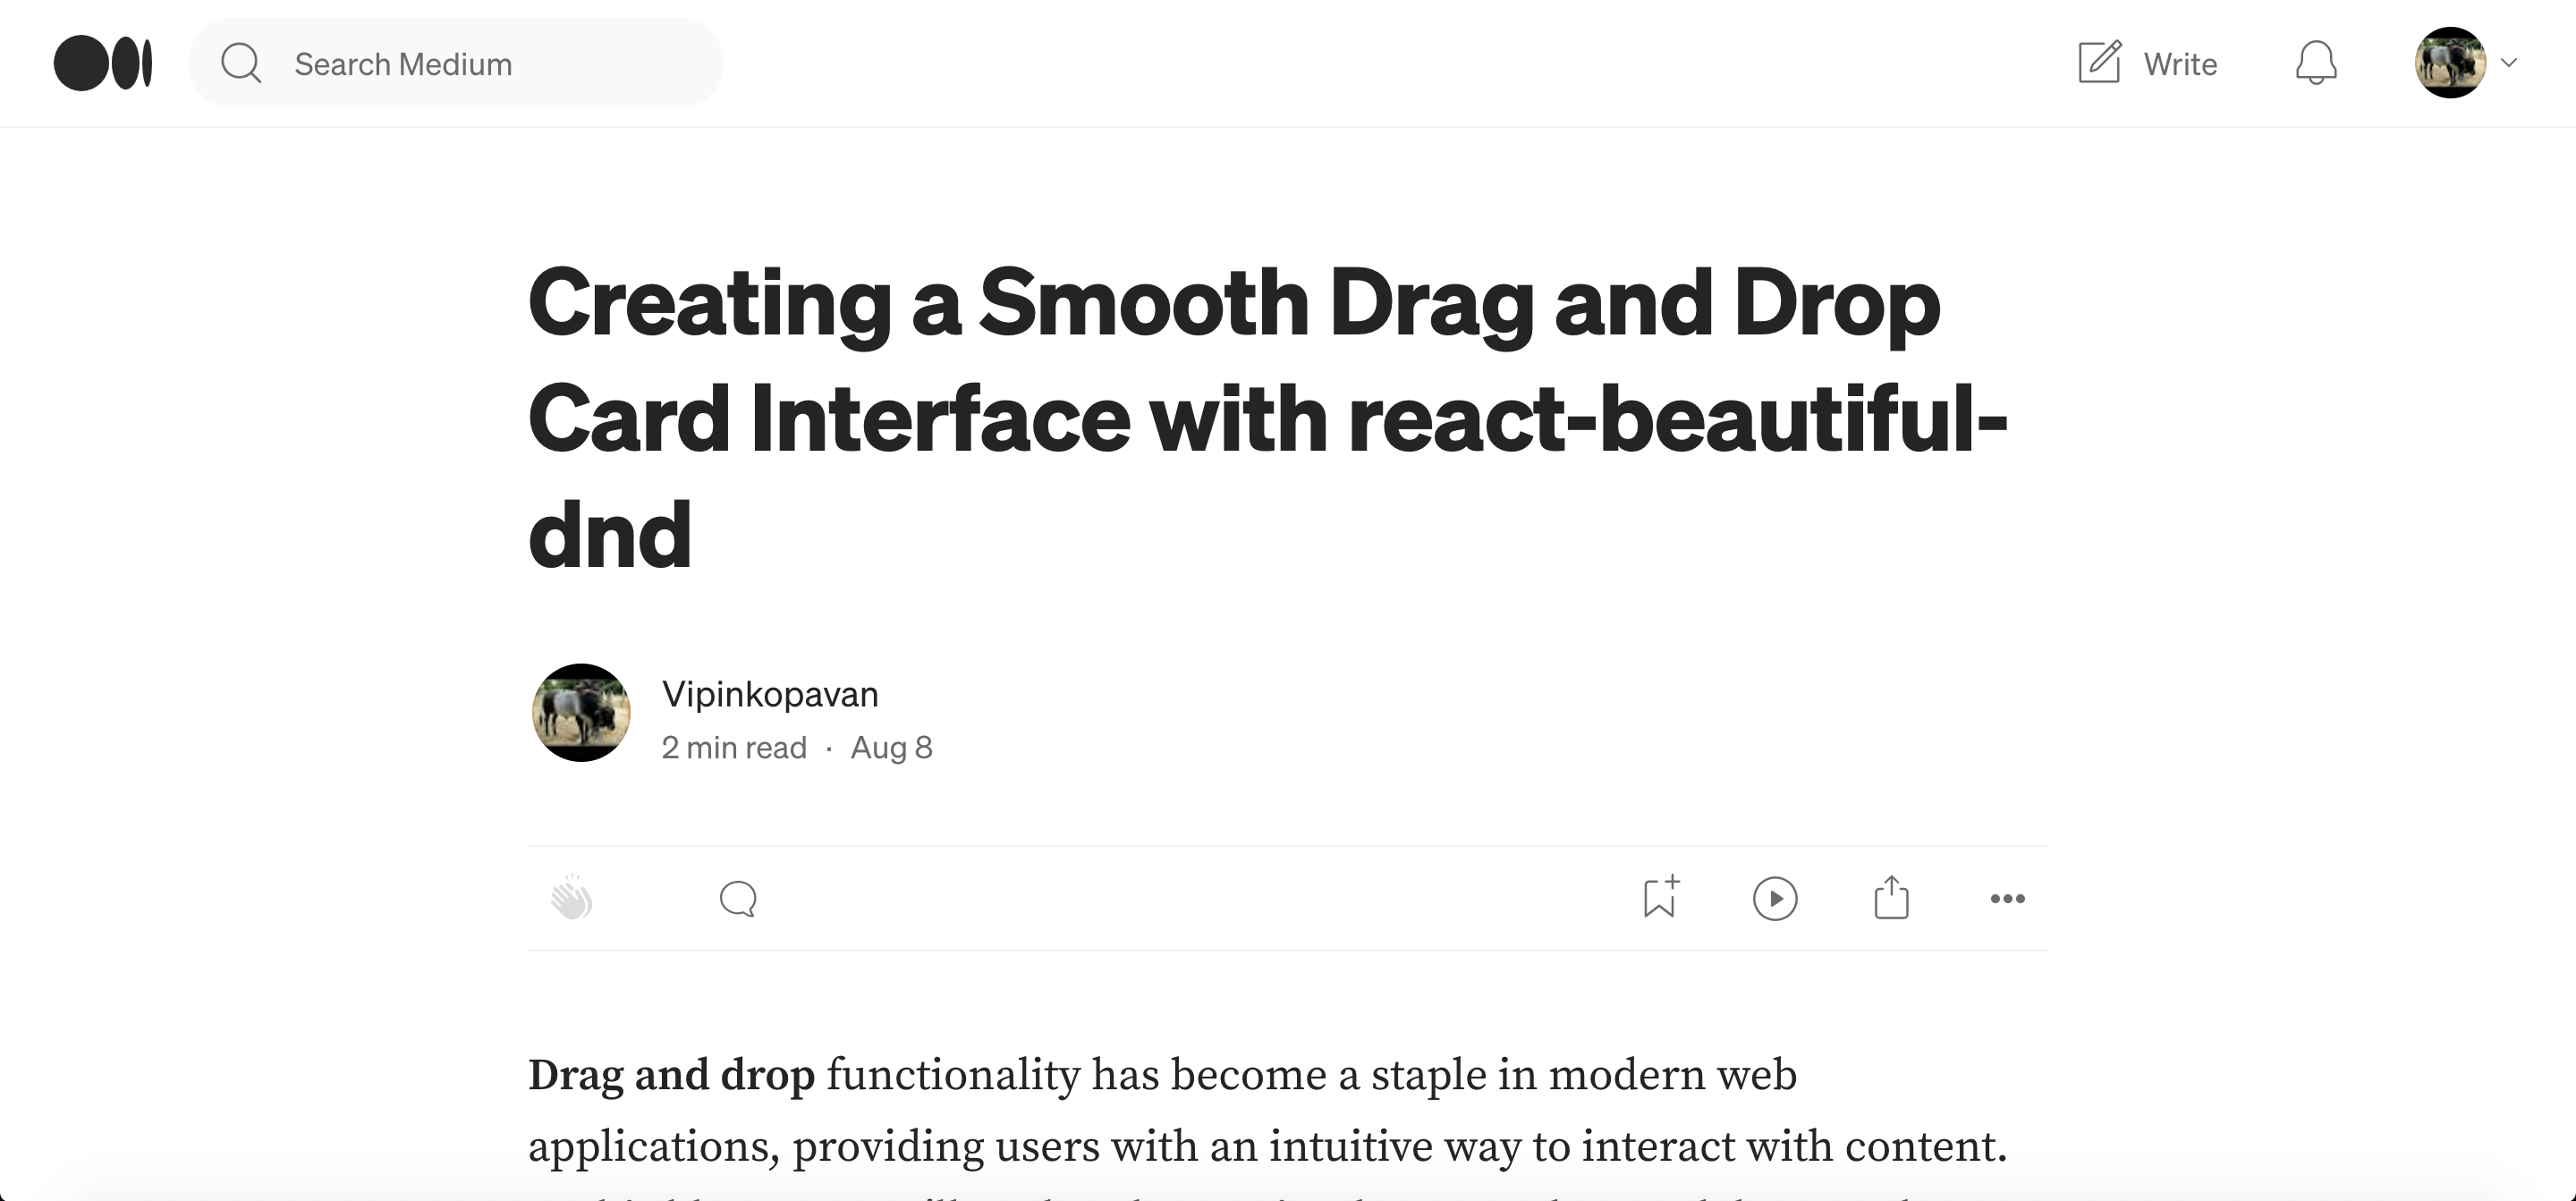 Search Medium
Write
Creating a Smooth Drag and Drop
Card Interface with react-beautiful-
dnd
Vipinkopavan
2 min read · Aug 8
Drag and drop functionality has become a staple in modern web
applications, providing users with an intuitive way to interact with content.